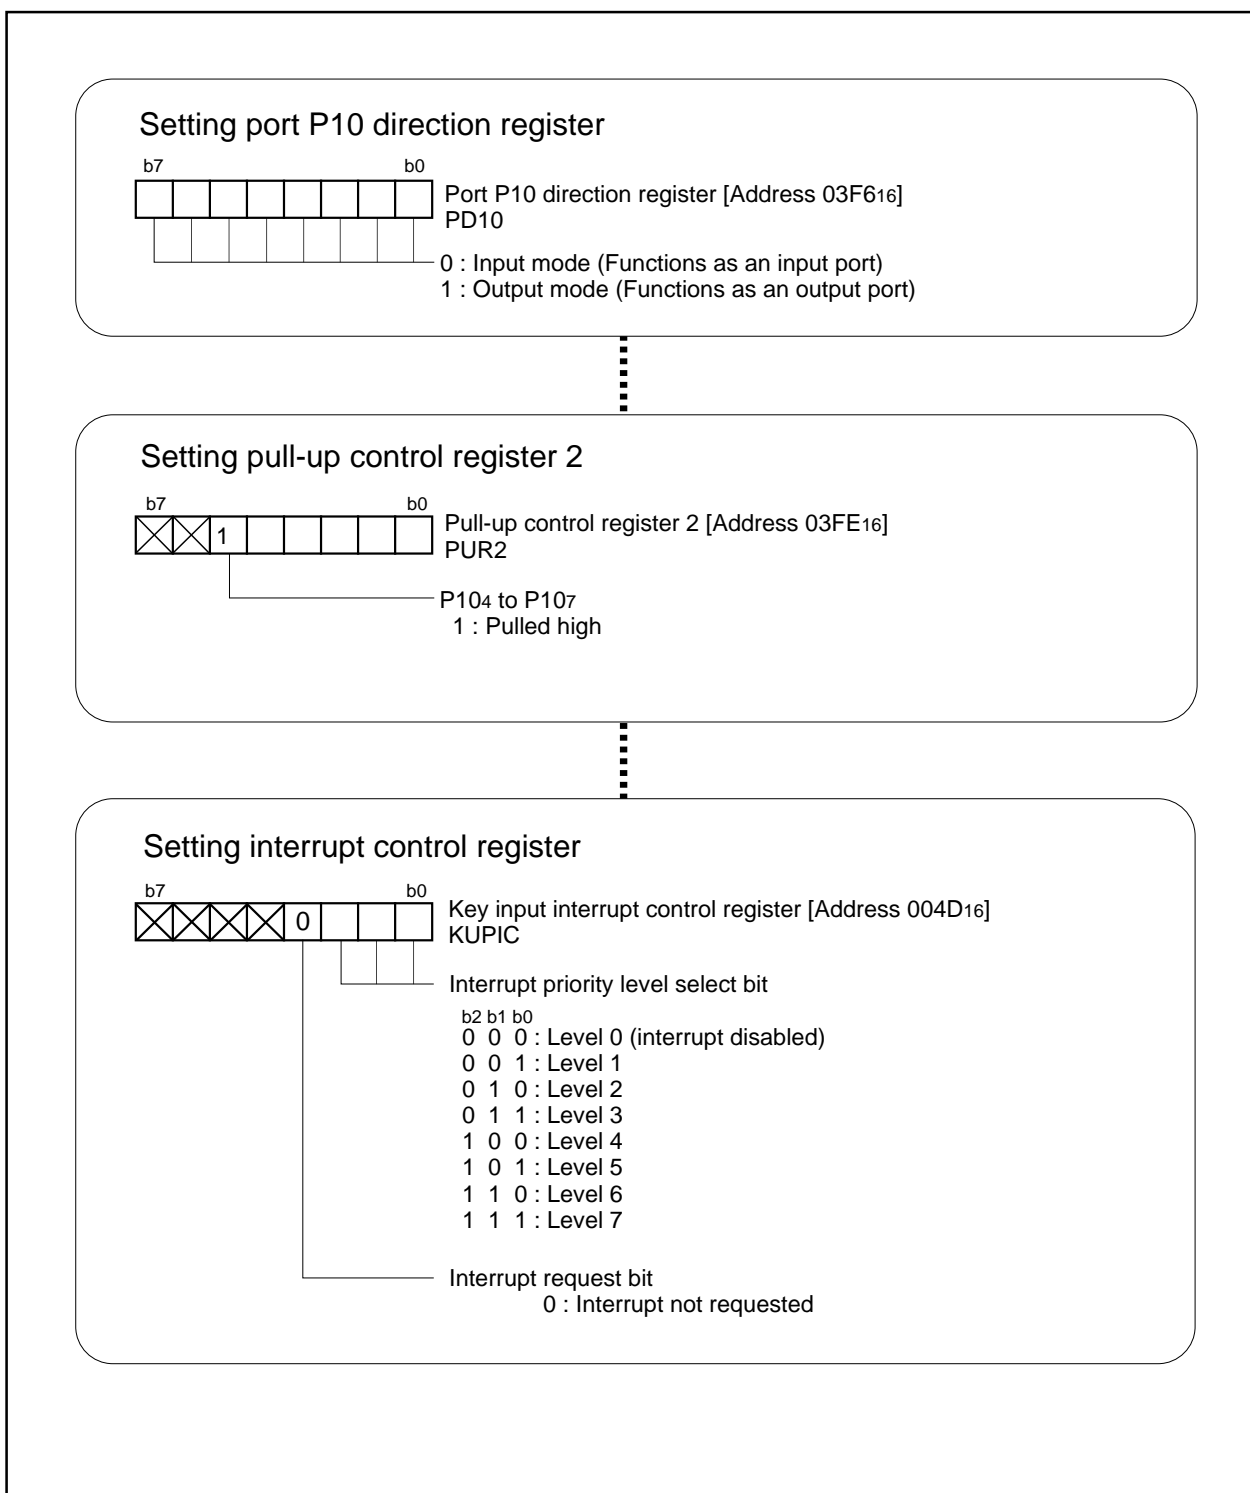 Setting port P10 direction register
b7 b0
Port P10 direction register [Address 03F616]
PD10
0 : Input mode (Functions as an input port)
1 : Output mode (Functions as an output port)
Setting pull-up control register 2
b7 b0
1
Pull-up control register 2 [Address 03FE16]
PUR2
P104 to P107
1 : Pulled high
Setting interrupt control register
b7 b0
0
Key input interrupt control register [Address 004D16]
KUPIC
Interrupt priority level select bit
b2 b1 b0
0 0 0 : Level 0 (interrupt disabled)
0 0 1 : Level 1
0 1 0 : Level 2
0 1 1 : Level 3
1 0 0 : Level 4
1 0 1 : Level 5
1 1 0 : Level 6
1 1 1 : Level 7
Interrupt request bit
0 : Interrupt not requested